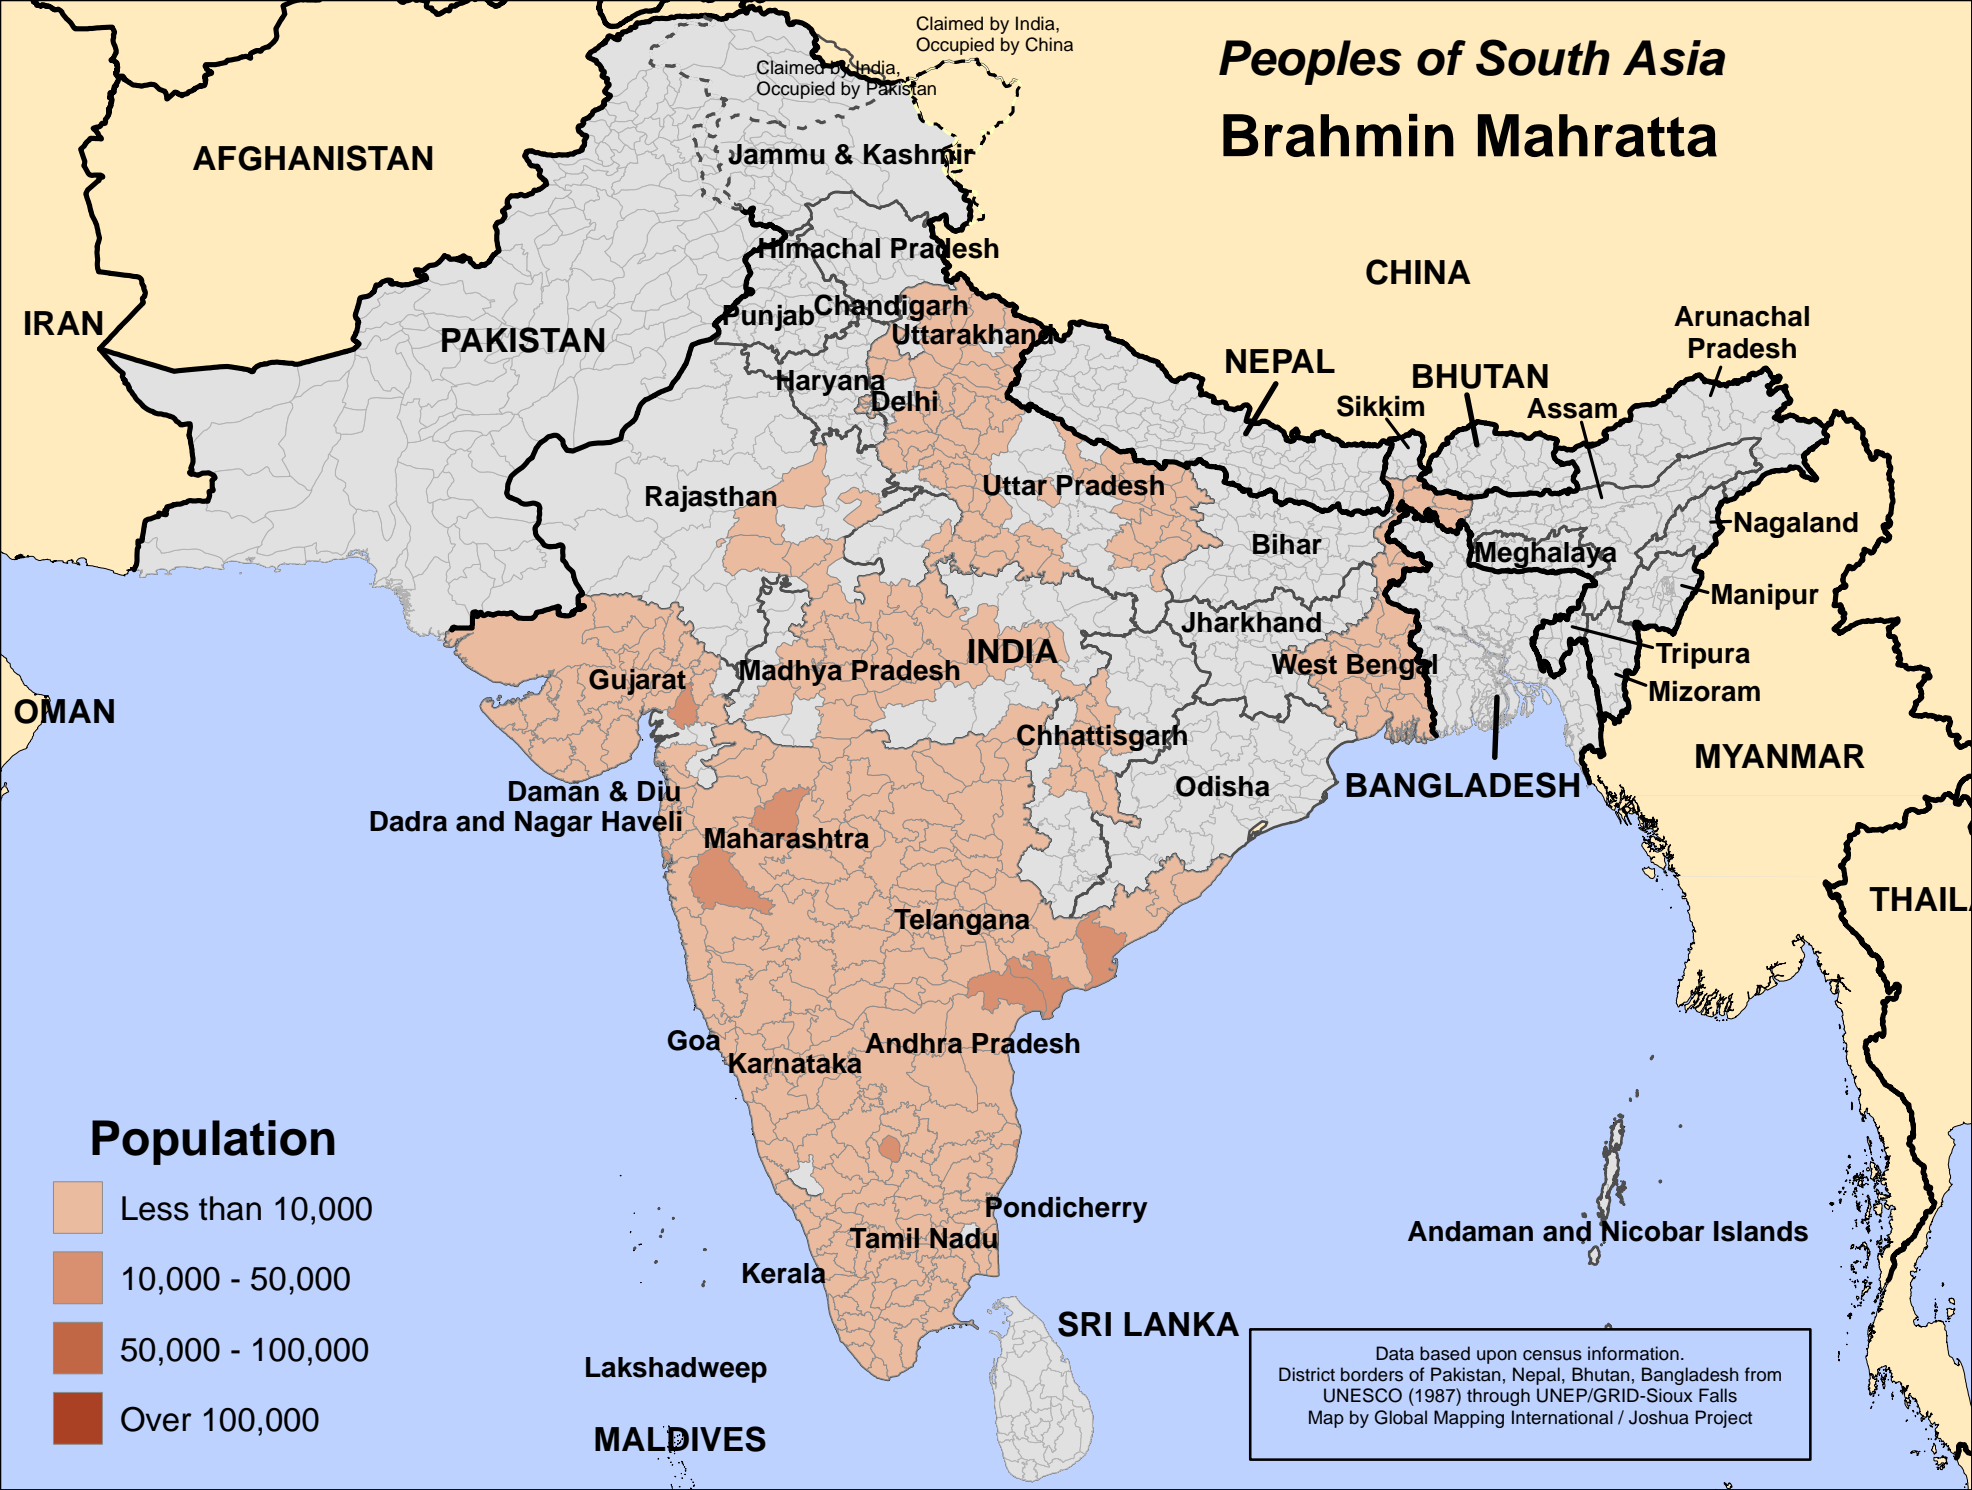 Claimed by India,
Occupied by China
Peoples of South Asia
Brahmin Mahratta
Claimed by India,
Occupied by Pakistan
AFGHANISTAN
Jammu & Kashmir
Himachal Pradesh
CHINA
IRAN
PAKISTAN
Punjab
Chandigarh
Uttarakhand
Arunachal
Pradesh
NEPAL
BHUTAN
Haryana
Delhi
Sikkim
Assam
Rajasthan
Uttar Pradesh
Bihar
Meghalaya
Nagaland
Manipur
Jharkhand
INDIA
Gujarat
Madhya Pradesh
West Bengal
Tripura
Mizoram
OMAN
Chhattisgarh
MYANMAR
Odisha
BANGLADESH
Daman & Diu
Dadra and Nagar Haveli
Maharashtra
Telangana
THAILA
Goa
Karnataka
Andhra Pradesh
Pondicherry
Tamil Nadu
Andaman and Nicobar Islands
Kerala
SRI LANKA
Lakshadweep
MALDIVES
Population
Less than 10,000
10,000 - 50,000
50,000 - 100,000
Over 100,000
Data based upon census information.
District borders of Pakistan, Nepal, Bhutan, Bangladesh from
UNESCO (1987) through UNEP/GRID-Sioux Falls
Map by Global Mapping International / Joshua Project